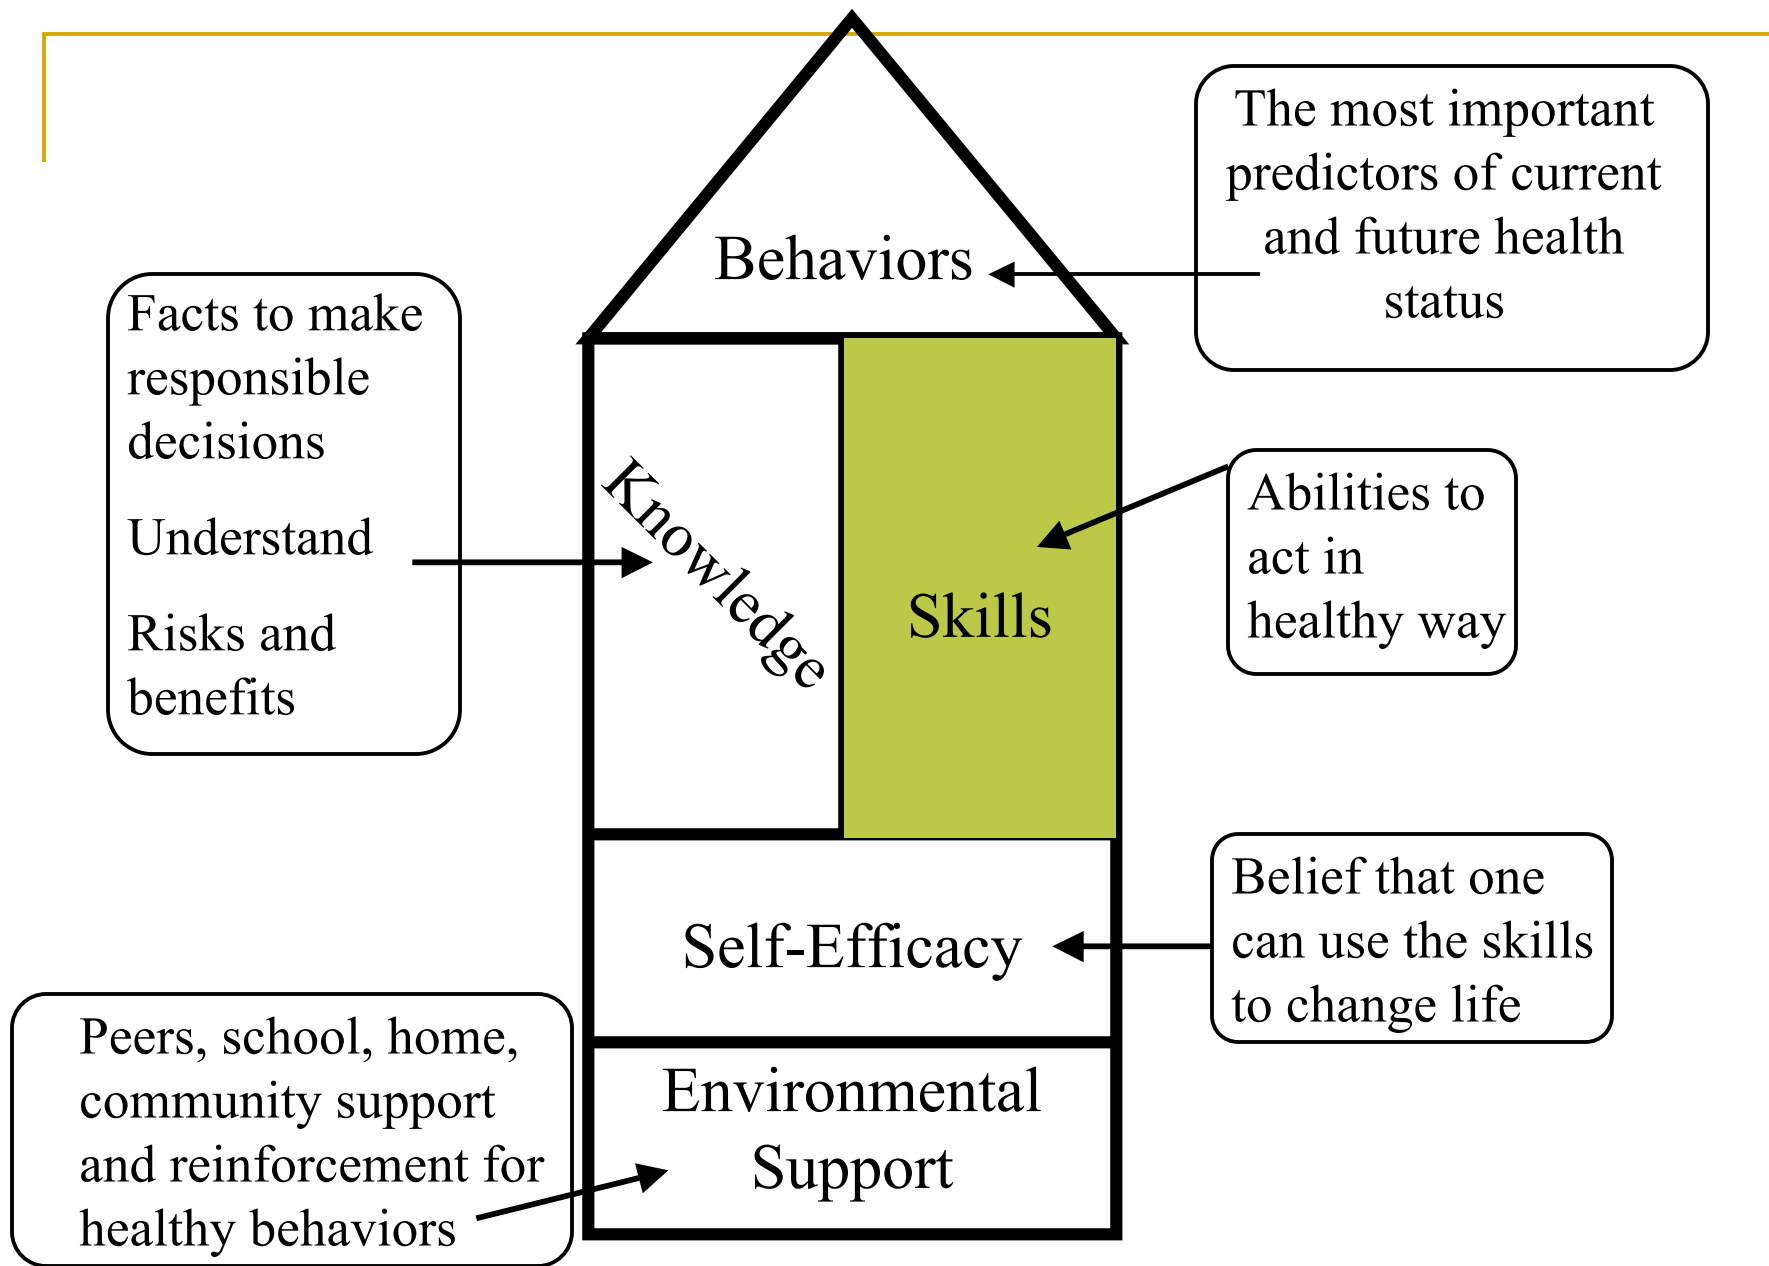 The most important
predictors of current
and future health
status
Behaviors
Facts to make
responsible
decisions
Understand
Risks and
benefits
Knowledge
Skills
Abilities to
act in
healthy way
Self-Efficacy
Belief that one
can use the skills
to change life
Peers, school, home,
community support
and reinforcement for
healthy behaviors
Environmental
Support